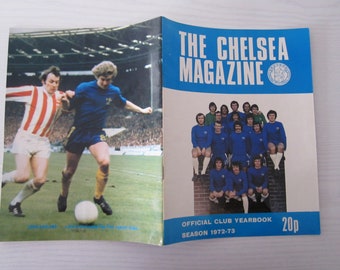 THE CHELSEA
MAGAZINE
OFFICIAL CLUB YEARBOOK
SEASON 1972-73
20p